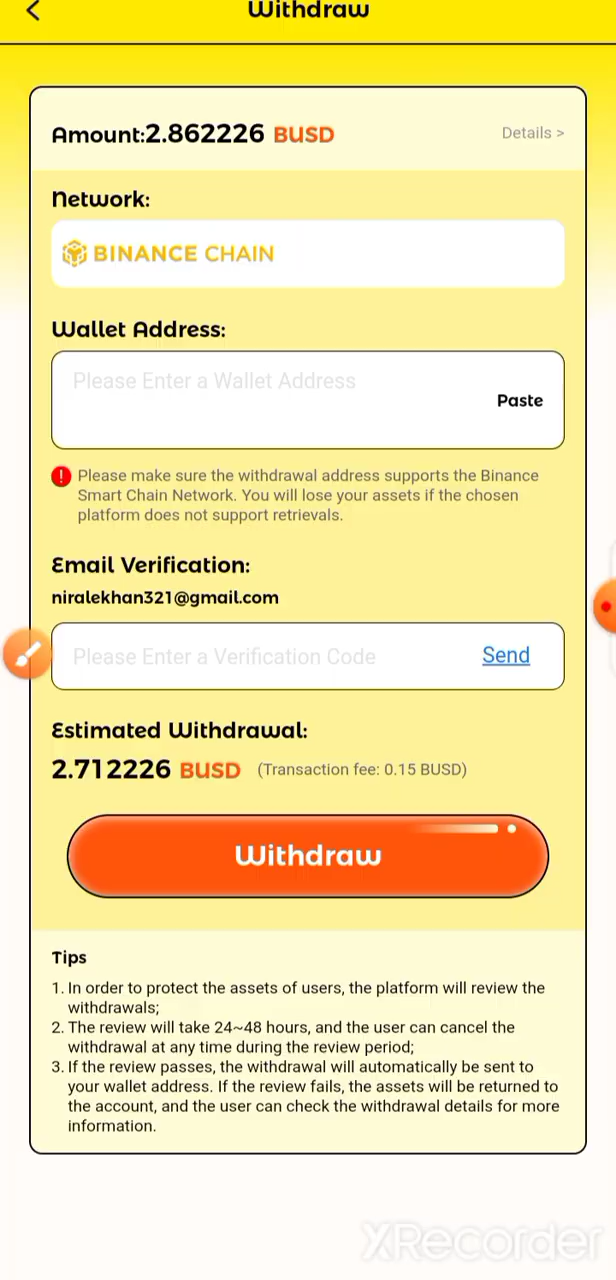 Withdraw
Amount:2.862226 BUSD
Details >
Network:
BINANCE CHAIN
Wallet Address:
Please Enter a Wallet Address
Paste
Please make sure the withdrawal address supports the Binance
Smart Chain Network. You will lose your assets if the chosen
platform does not support retrievals.
Email Verification:
niralekhan321@gmail.com
Please Enter a Verification Code
Send
Estimated Withdrawal:
2.712226 BUSD (Transaction fee: 0.15 BUSD)
Withdraw
Tips
1. In order to protect the assets of users, the platform will review the
withdrawals;
2. The review will take 24~48 hours, and the user can cancel the
withdrawal at any time during the review period;
3. If the review passes, the withdrawal will automatically be sent to
your wallet address. If the review fails, the assets will be returned to
the account, and the user can check the withdrawal details for more
information.
XRecorder